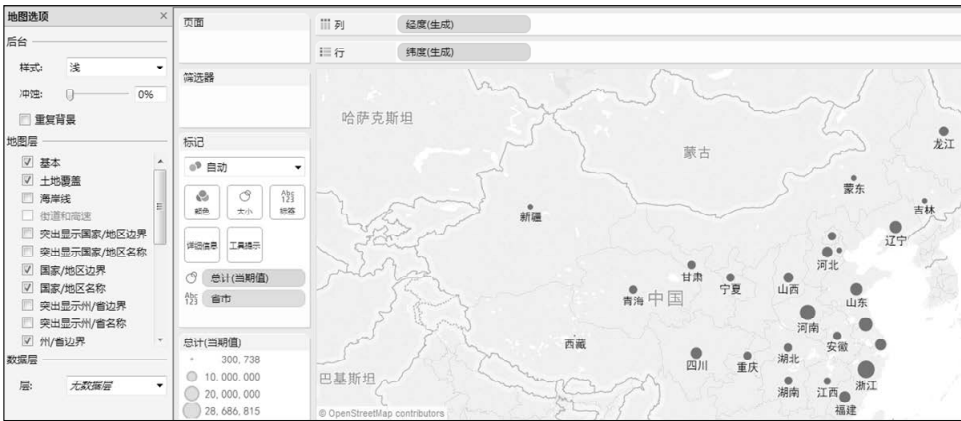 地图选项 ×
后台
样式: 浅
冲蚀: 0%
重复背景
地图层
基本
土地覆盖
海岸线
街道和高速
突出显示国家/地区边界
突出显示国家/地区名称
国家/地区边界
国家/地区名称
突出显示州/省边界
突出显示州/省名称
州/省边界
数据层
层: 无数据层
页面
筛选器
标记
自动
颜色
大小
Abc
123
标签
详细信息
工具提示
总计(当期值)
Abc
123
省市
总计(当期值)
300, 738
10, 000, 000
20, 000, 000
28, 686, 815
列 经度(生成)
行 纬度(生成)
哈萨克斯坦
蒙古
龙江
蒙东
吉林
新疆
辽宁
河北
甘肃
宁夏
山西
青海
中国
山东
河南
西藏
安徽
湖北
四川
重庆
巴基斯坦
浙江
湖南
江西
福建
© OpenStreetMap contributors